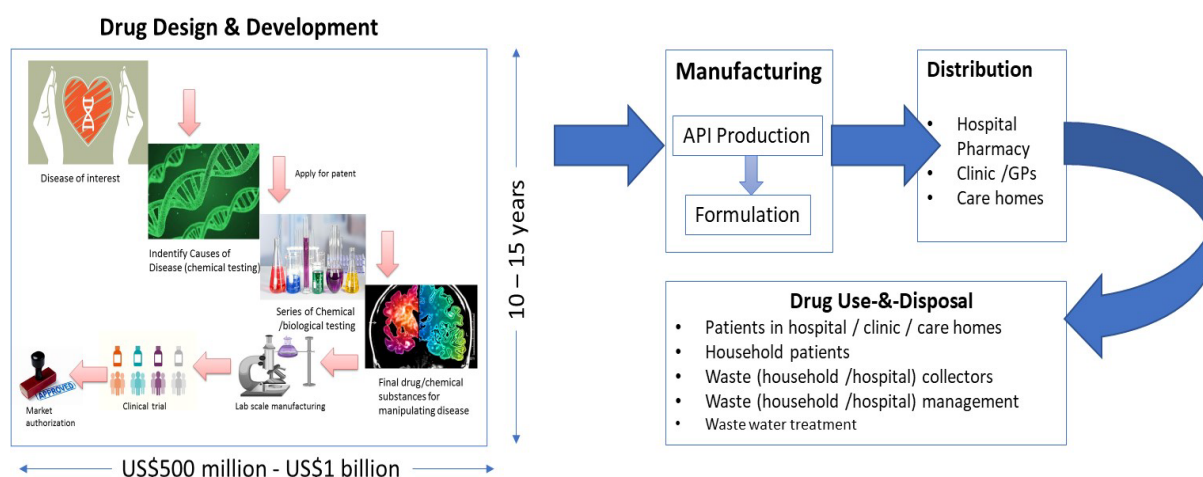 Drug Design & Development
Disease of interest
Apply for patent
Indentify Causes of
Disease (chemical testing)
Series of Chemical
/biological testing
Final drug/chemical
substances for
manipulating disease
Lab scale manufacturing
Clinical trial
APPROVED
Market
authorization
10 – 15 years
US$500 million - US$1 billion
Manufacturing
API Production
Formulation
Distribution
• Hospital
Pharmacy
• Clinic /GPs
• Care homes
Drug Use-&-Disposal
• Patients in hospital / clinic / care homes
• Household patients
• Waste (household /hospital) collectors
• Waste (household /hospital) management
• Waste water treatment